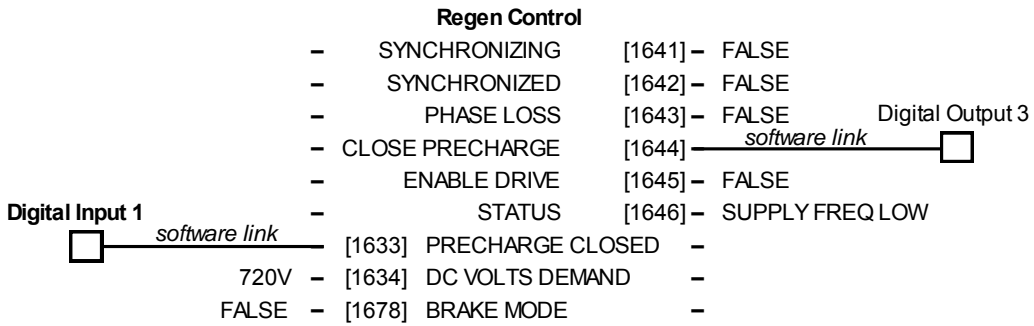 Regen Control
– SYNCHRONIZING [1641] – FALSE
– SYNCHRONIZED [1642] – FALSE
– PHASE LOSS [1643] – FALSE Digital Output 3
– CLOSE PRECHARGE [1644] – software link
– ENABLE DRIVE [1645] – FALSE
Digital Input 1 – STATUS [1646] – SUPPLY FREQ LOW
software link – [1633] PRECHARGE CLOSED –
720V – [1634] DC VOLTS DEMAND –
FALSE – [1678] BRAKE MODE –